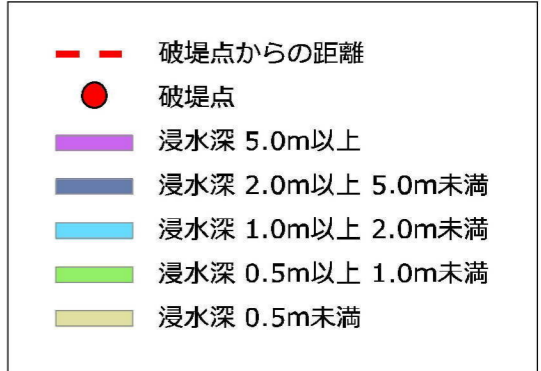 破堤点からの距離
破堤点
浸水深 5.0m以上
浸水深 2.0m以上 5.0m未満
浸水深 1.0m以上 2.0m未満
浸水深 0.5m以上 1.0m未満
浸水深 0.5m未満